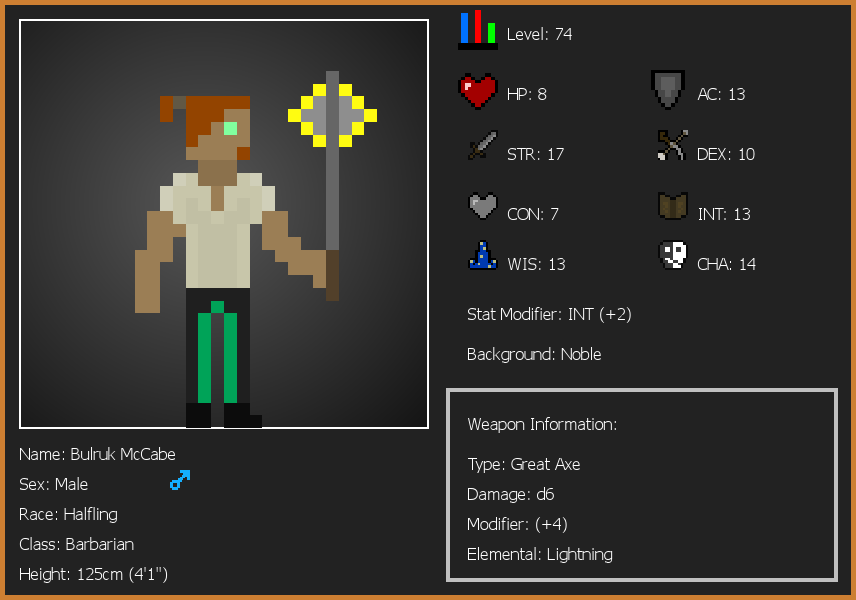 Level: 74
HP: 8
AC: 13
STR: 17
DEX: 10
CON: 7
INT: 13
WIS: 13
CHA: 14
Stat Modifier: INT (+2)
Background: Noble
Weapon Information:
Type: Great Axe
Damage: d6
Modifier: (+4)
Elemental: Lightning
Name: Bulruk McCabe
Sex: Male
Race: Halfling
Class: Barbarian
Height: 125cm (4'1")